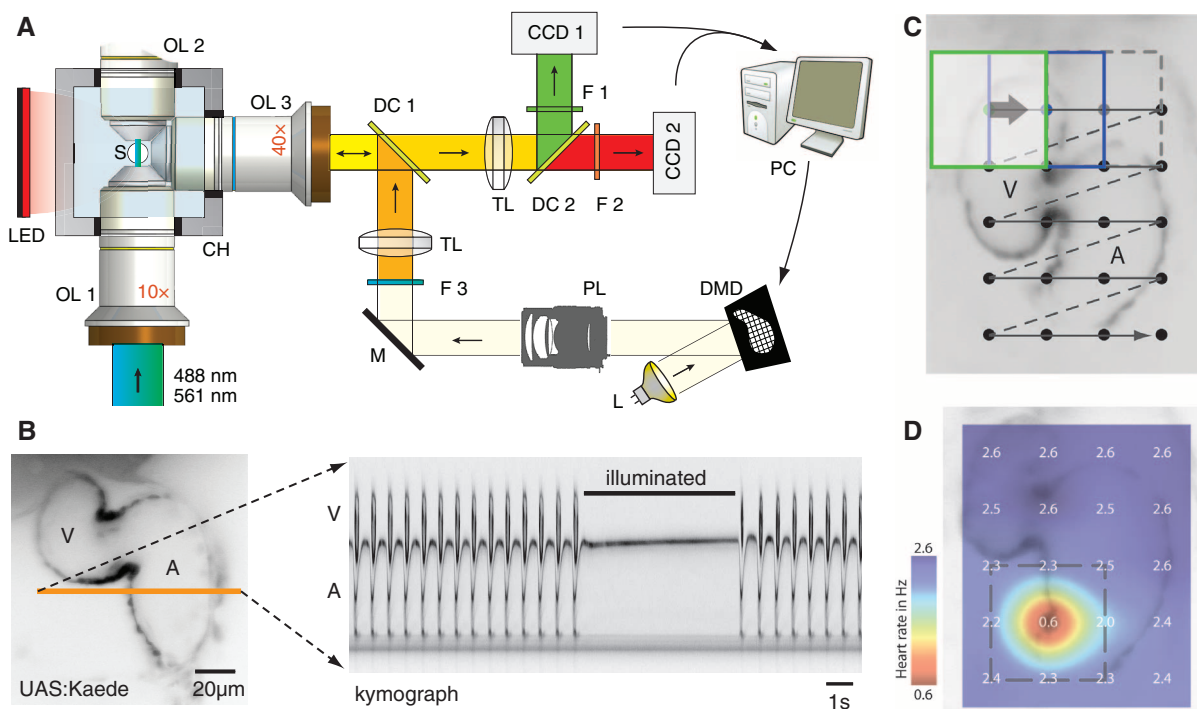 A
OL 2
OL 3
40×
S
LED
CH
OL 1
10×
488 nm
561 nm
DC 1
CCD 1
F 1
CCD 2
TL
DC 2
F 2
PC
TL
F 3
PL
DMD
M
L
B
V
A
UAS:Kaede
20µm
V
A
illuminated
kymograph
1s
C
V
A
D
2.6 2.6 2.6 2.6
2.5 2.6 2.5 2.6
2.3 2.3 2.5 2.6
2.2 0.6 2.0 2.4
2.4 2.3 2.3 2.4
2.6
Heart rate in Hz
0.6